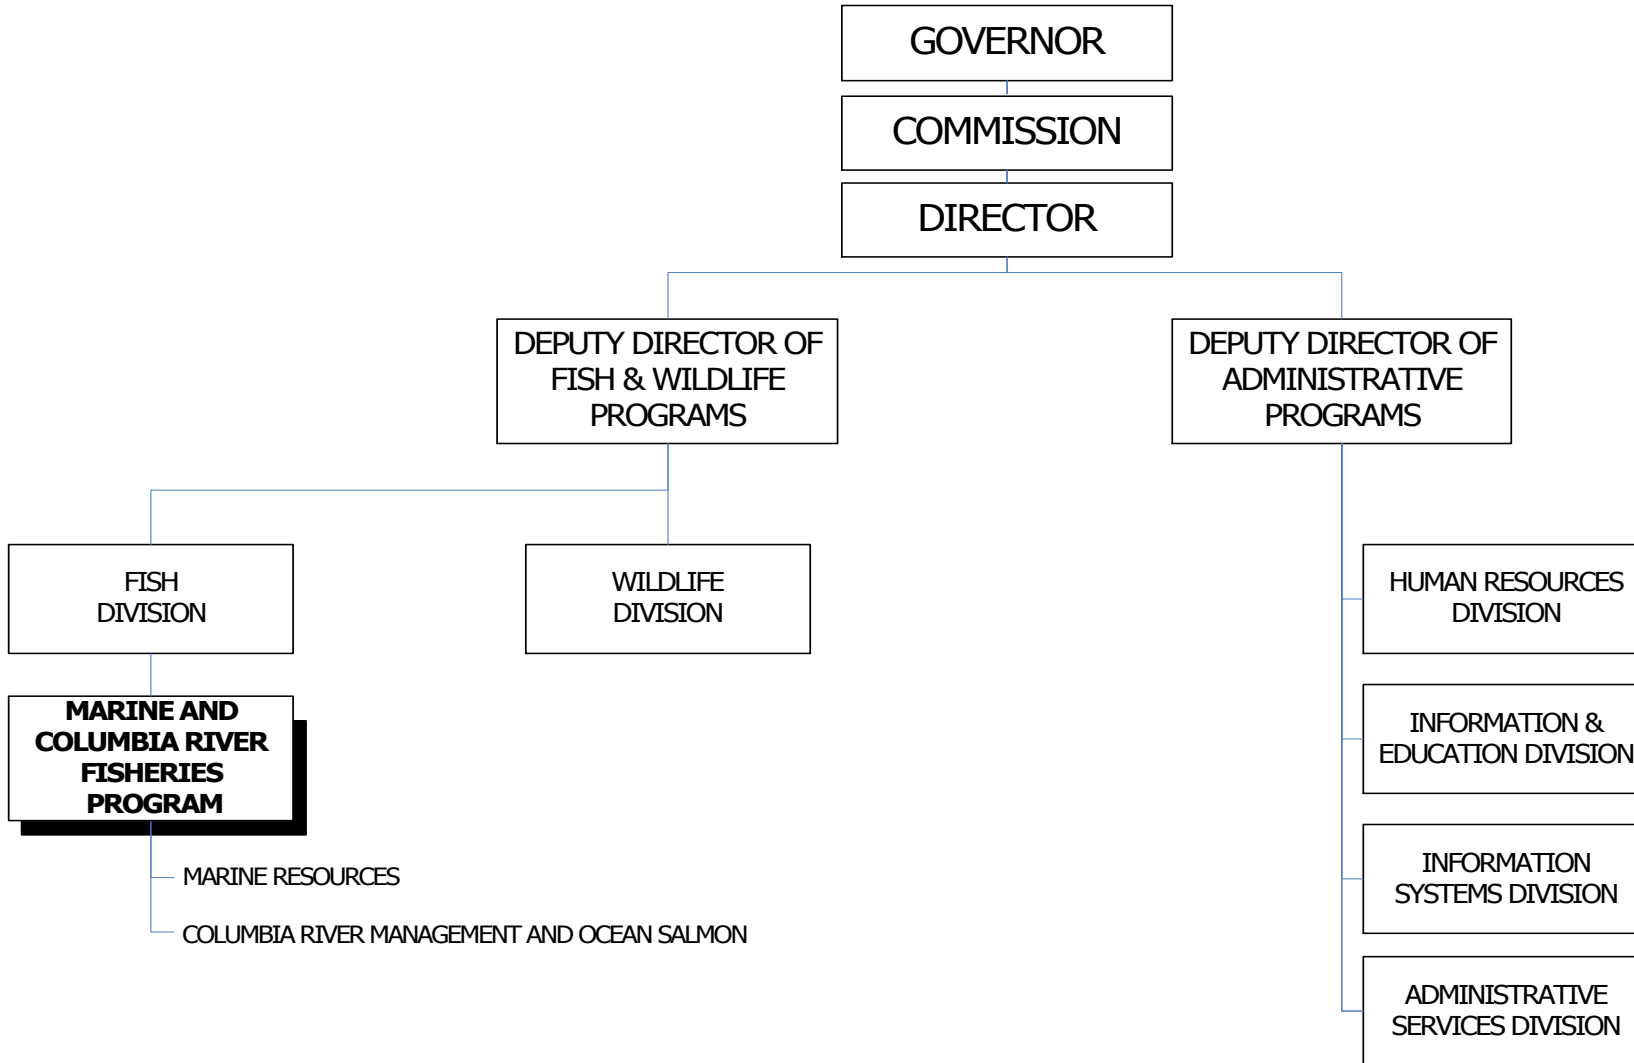 GOVERNOR
COMMISSION
DIRECTOR
DEPUTY DIRECTOR OF
FISH & WILDLIFE
PROGRAMS
DEPUTY DIRECTOR OF
ADMINISTRATIVE
PROGRAMS
FISH
DIVISION
WILDLIFE
DIVISION
MARINE AND
COLUMBIA RIVER
FISHERIES
PROGRAM
MARINE RESOURCES
COLUMBIA RIVER MANAGEMENT AND OCEAN SALMON
HUMAN RESOURCES
DIVISION
INFORMATION &
EDUCATION DIVISION
INFORMATION
SYSTEMS DIVISION
ADMINISTRATIVE
SERVICES DIVISION